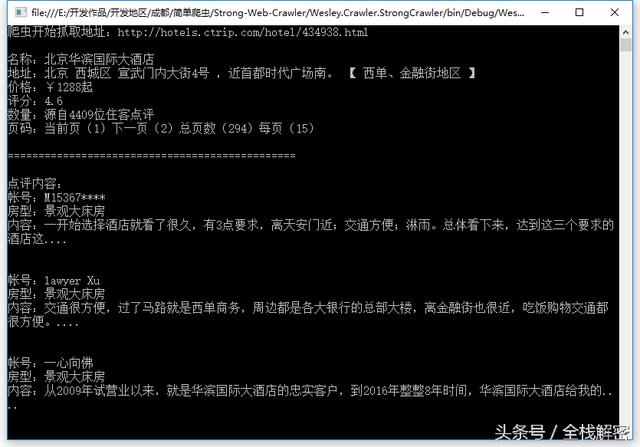 file:///E:/开发作品/开发地区/成都/简单爬虫/Strong-Web-Crawler/Wesley.Crawler.StrongCrawler/bin/Debug/Wes...
爬虫开始抓取地址：http://hotels.ctrip.com/hotel/434938.html
名称：北京华滨国际大酒店
地址：北京 西城区 宣武门内大街4号 ，近首都时代广场南。 【 西单、金融街地区 】
价格：￥1288起
评分：4.6
数量：源自4409位住客点评
页码：当前页（1）下一页（2）总页数（294）每页（15）
===============================================
点评内容：
帐号：M15367****
房型：景观大床房
内容：一开始选择酒店就看了很久，有3点要求，离天安门近；交通方便；淋雨。总体看下来，达到这三个要求的
酒店这....
帐号：lawyer Xu
房型：景观大床房
内容：交通很方便，过了马路就是西单商务，周边都是各大银行的总部大楼，离金融街也很近，吃饭购物交通都
很方便。....
帐号：一心向佛
房型：景观大床房
内容：从2009年试营业以来，就是华滨国际大酒店的忠实客户，到2016年整整8年时间，华滨国际大酒店给我的..
..
头条号 / 全栈解密